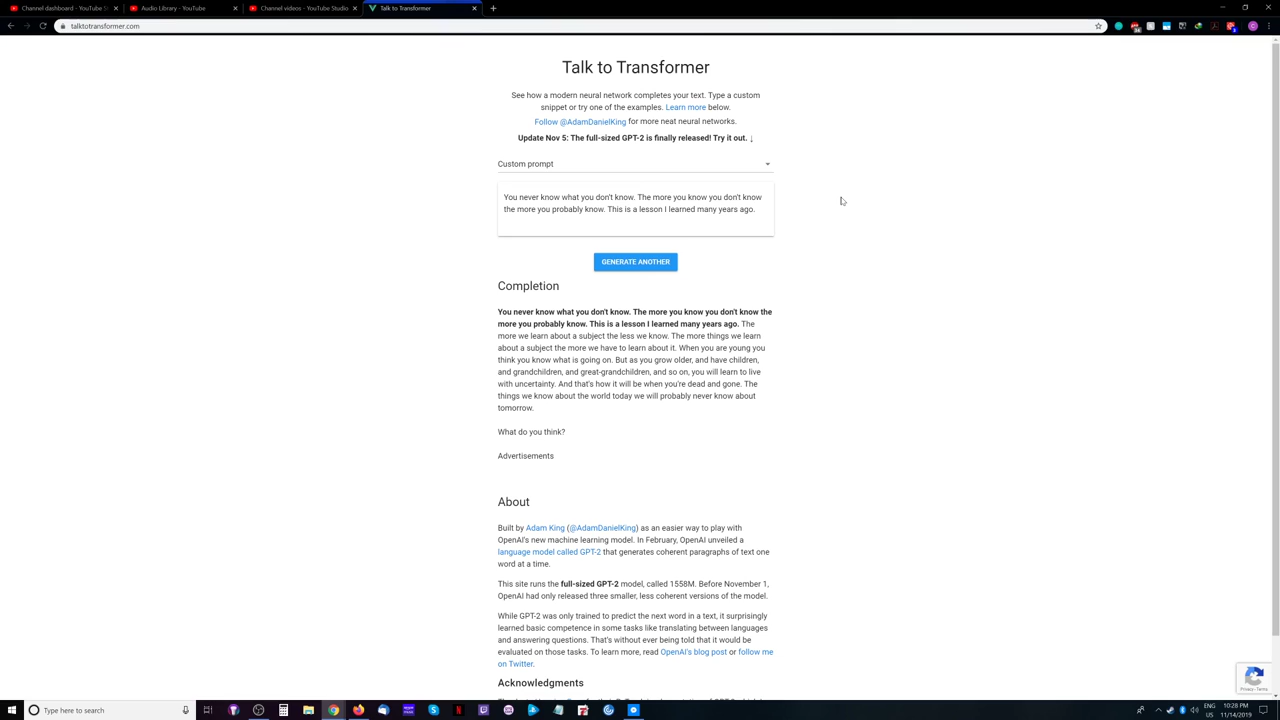 Channel dashboard - YouTube St
Audio Library - YouTube
Channel videos - YouTube Studio
Talk to Transformer
talktotransformer.com
Talk to Transformer
See how a modern neural network completes your text. Type a custom
snippet or try one of the examples. Learn more below.
Follow @AdamDanielKing for more neat neural networks.
Update Nov 5: The full-sized GPT-2 is finally released! Try it out. ↓
Custom prompt
You never know what you don't know. The more you know you don't know
the more you probably know. This is a lesson I learned many years ago.
GENERATE ANOTHER
Completion
You never know what you don't know. The more you know you don't know the
more you probably know. This is a lesson I learned many years ago. The
more we learn about a subject the less we know. The more things we learn
about a subject the more we have to learn about it. When you are young you
think you know what is going on. But as you grow older, and have children,
and grandchildren, and great-grandchildren, and so on, you will learn to live
with uncertainty. And that's how it will be when you're dead and gone. The
things we know about the world today we will probably never know about
tomorrow.
What do you think?
Advertisements
About
Built by Adam King (@AdamDanielKing) as an easier way to play with
OpenAI's new machine learning model. In February, OpenAI unveiled a
language model called GPT-2 that generates coherent paragraphs of text one
word at a time.
This site runs the full-sized GPT-2 model, called 1558M. Before November 1,
OpenAI had only released three smaller, less coherent versions of the model.
While GPT-2 was only trained to predict the next word in a text, it surprisingly
learned basic competence in some tasks like translating between languages
and answering questions. That's without ever being told that it would be
evaluated on those tasks. To learn more, read OpenAI's blog post or follow me
on Twitter.
Acknowledgments
Privacy - Terms
Type here to search
ENG
10:28 PM
11/14/2019